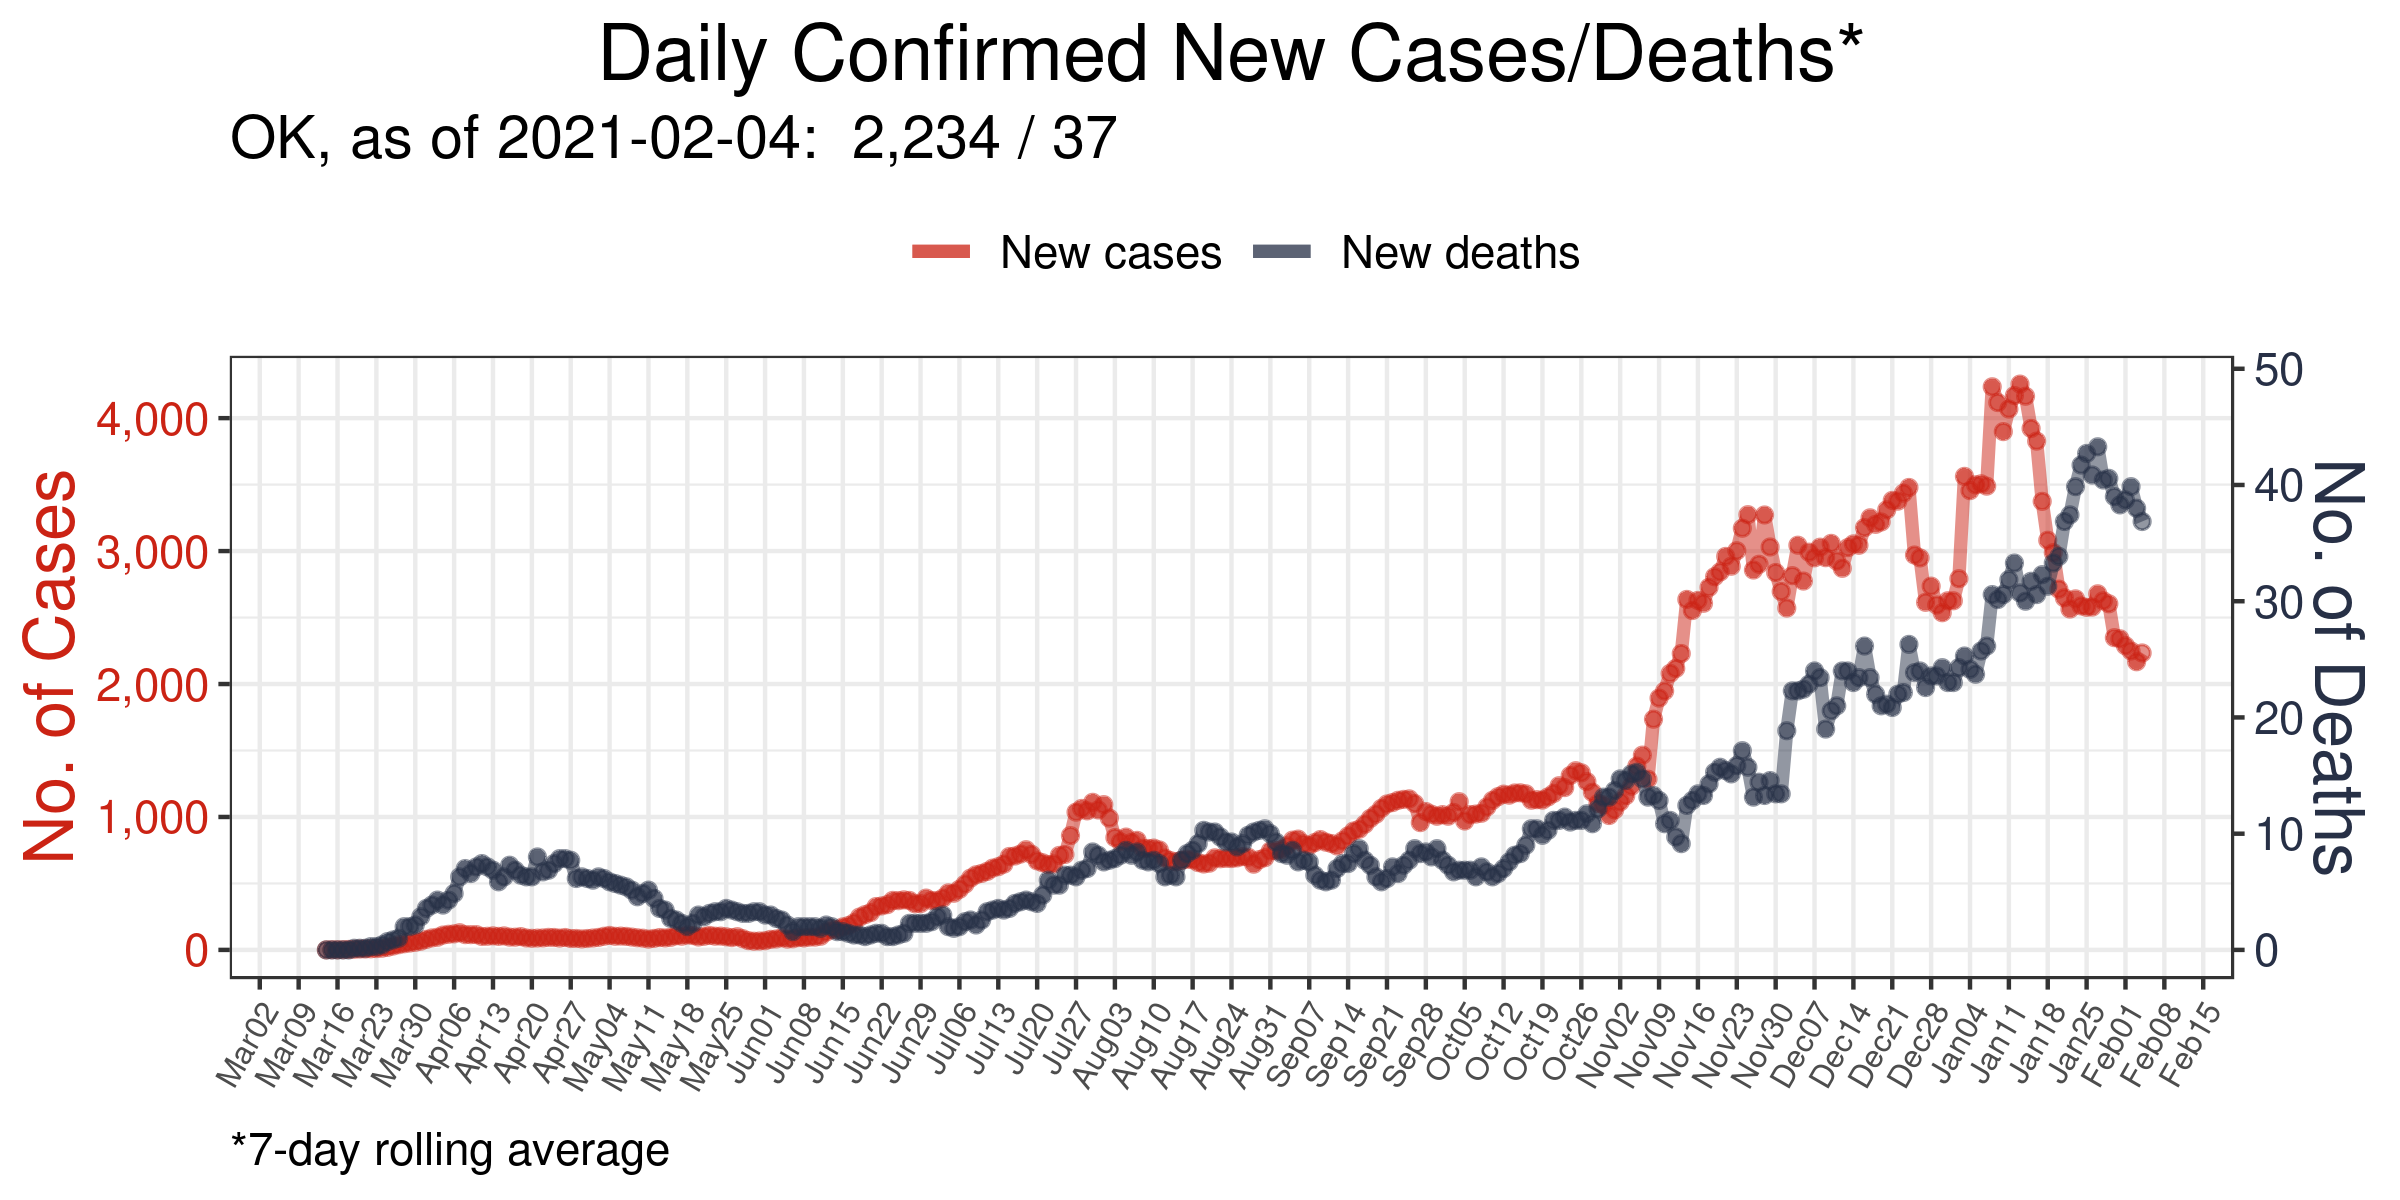 Daily Confirmed New Cases/Deaths*
OK, as of 2021-02-04:  2,234 / 37
New cases
New deaths
No. of Cases
4,000
3,000
2,000
1,000
0
50
40
30
20
10
0
No. of Deaths
Mar02
Mar09
Mar16
Mar23
Mar30
Apr06
Apr13
Apr20
Apr27
May04
May11
May18
May25
Jun01
Jun08
Jun15
Jun22
Jun29
Jul06
Jul13
Jul20
Jul27
Aug03
Aug10
Aug17
Aug24
Aug31
Sep07
Sep14
Sep21
Sep28
Oct05
Oct12
Oct19
Oct26
Nov02
Nov09
Nov16
Nov23
Nov30
Dec07
Dec14
Dec21
Dec28
Jan04
Jan11
Jan18
Jan25
Feb01
Feb08
Feb15
*7-day rolling average